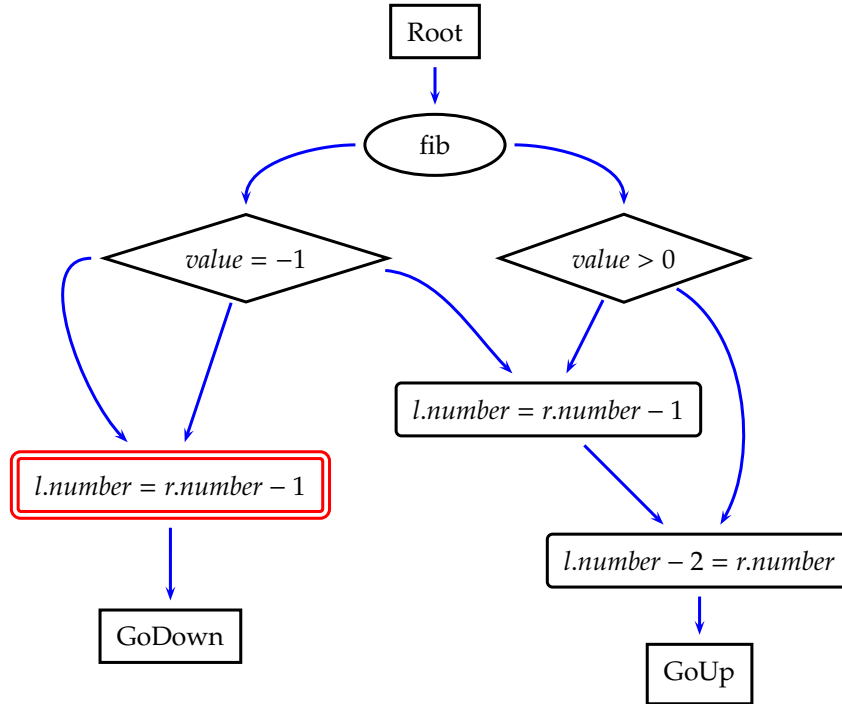 Root
fib
value = −1
value > 0
l.number = r.number − 1
l.number = r.number − 1
l.number − 2 = r.number
GoDown
GoUp